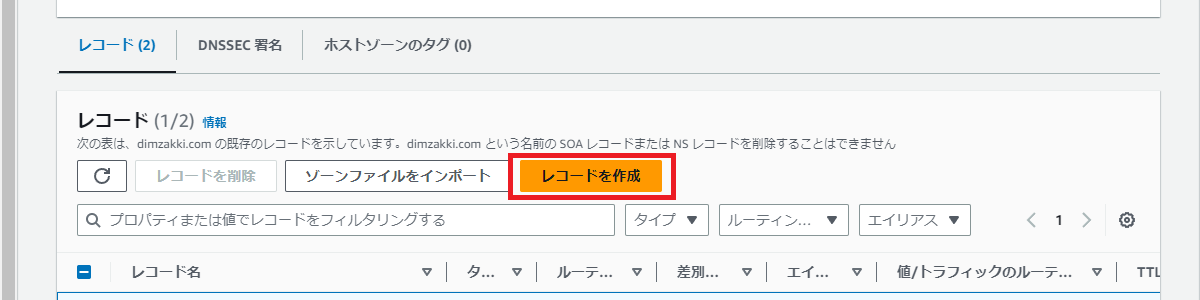 レコード (2) DNSSEC 署名 ホストゾーンのタグ (0)
レコード (1/2) 情報
次の表は、dimzakki.com の既存のレコードを示しています。dimzakki.com という名前の SOA レコードまたは NS レコードを削除することはできません
レコードを削除 ゾーンファイルをインポート レコードを作成
プロパティまたは値でレコードをフィルタリングする タイプ ルーティン... エイリアス 1
レコード名 タ... ルーテ... 差別... エイ... 値/トラフィックのルーテ... TTL